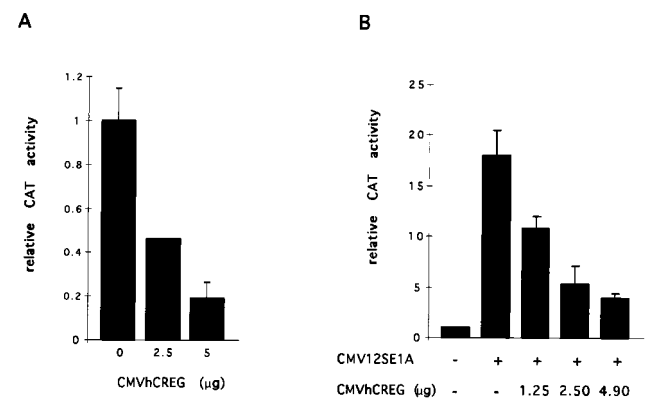 A
1.2
1
0.8
0.6
0.4
0.2
0
relative CAT activity
0 2.5 5
CMVhCREG (µg)
B
25
20
15
10
5
0
relative CAT activity
CMV12SE1A - + + + +
CMVhCREG (µg) - - 1.25 2.50 4.90